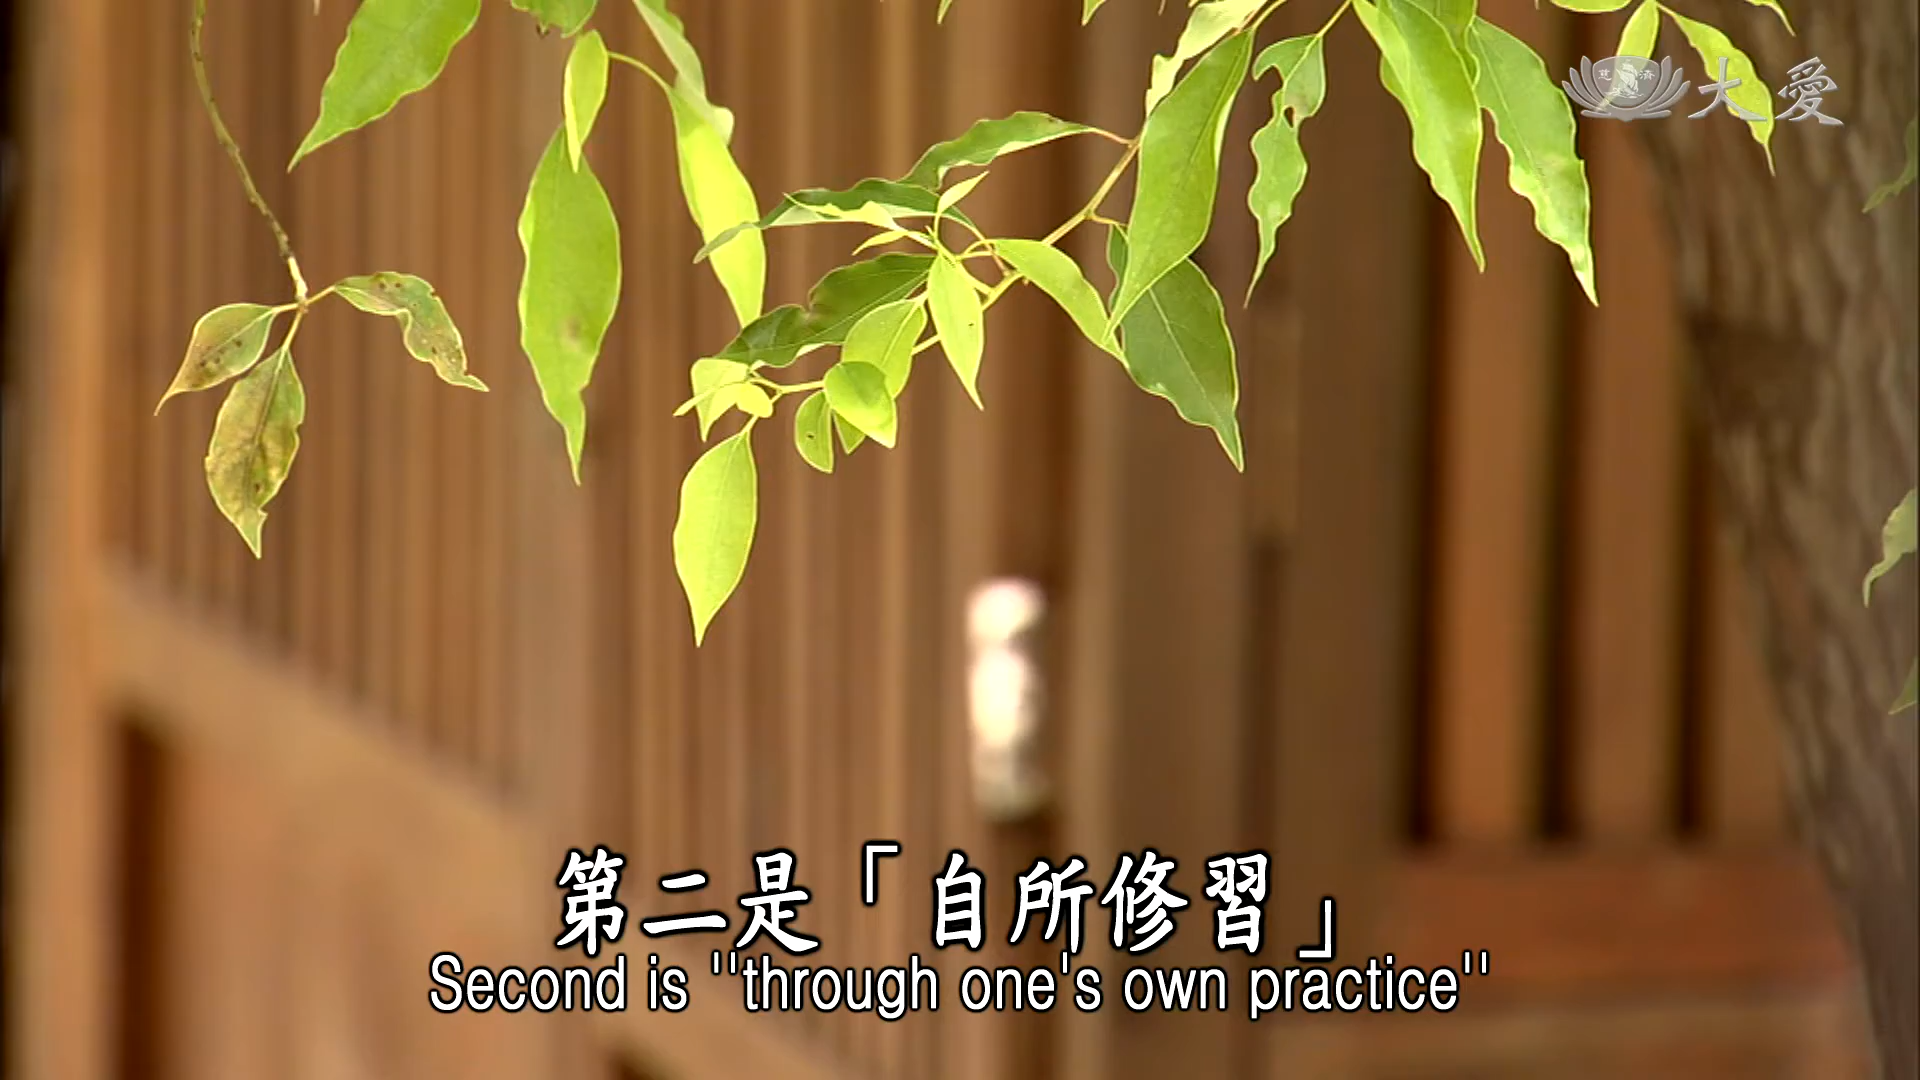 大愛
第二是「自所修習」
Second is "through one's own practice"